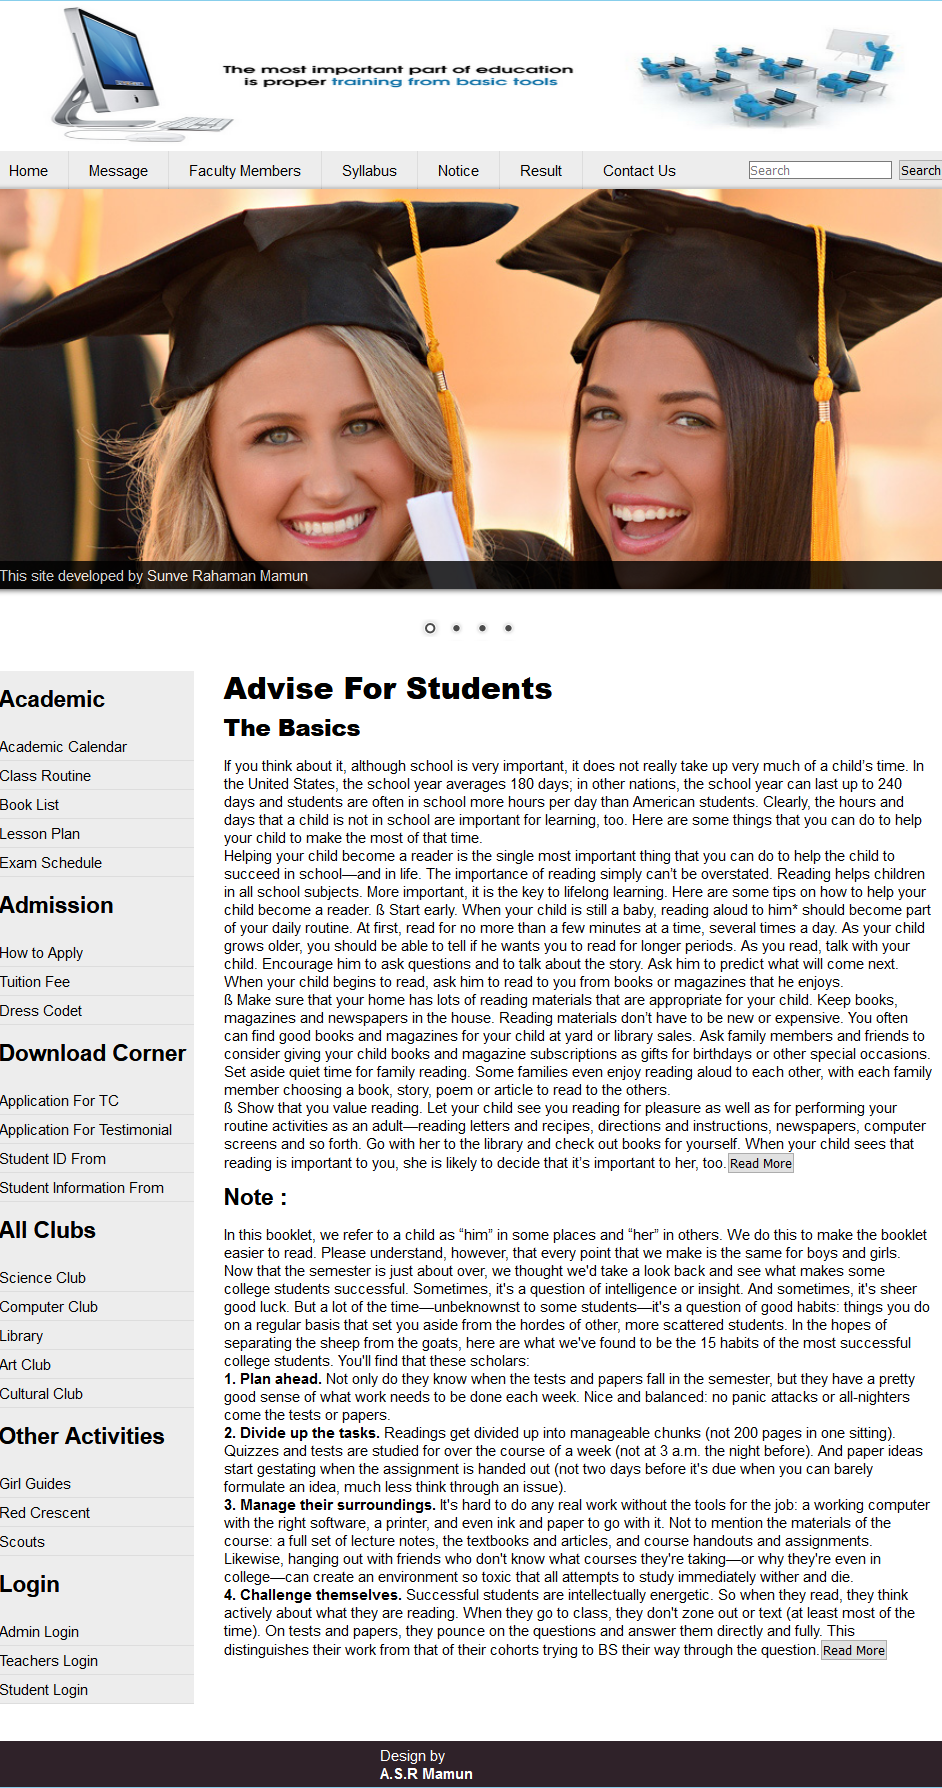 The most important part of education
is proper training from basic tools
Home Message Faculty Members Syllabus Notice Result Contact Us Search Search
This site developed by Sunve Rahaman Mamun
Academic
Academic Calendar
Class Routine
Book List
Lesson Plan
Exam Schedule
Admission
How to Apply
Tuition Fee
Dress Codet
Download Corner
Application For TC
Application For Testimonial
Student ID From
Student Information From
All Clubs
Science Club
Computer Club
Library
Art Club
Cultural Club
Other Activities
Girl Guides
Red Crescent
Scouts
Login
Admin Login
Teachers Login
Student Login
Advise For Students
The Basics
If you think about it, although school is very important, it does not really take up very much of a child’s time. In
the United States, the school year averages 180 days; in other nations, the school year can last up to 240
days and students are often in school more hours per day than American students. Clearly, the hours and
days that a child is not in school are important for learning, too. Here are some things that you can do to help
your child to make the most of that time.
Helping your child become a reader is the single most important thing that you can do to help the child to
succeed in school—and in life. The importance of reading simply can’t be overstated. Reading helps children
in all school subjects. More important, it is the key to lifelong learning. Here are some tips on how to help your
child become a reader. ß Start early. When your child is still a baby, reading aloud to him* should become part
of your daily routine. At first, read for no more than a few minutes at a time, several times a day. As your child
grows older, you should be able to tell if he wants you to read for longer periods. As you read, talk with your
child. Encourage him to ask questions and to talk about the story. Ask him to predict what will come next.
When your child begins to read, ask him to read to you from books or magazines that he enjoys.
ß Make sure that your home has lots of reading materials that are appropriate for your child. Keep books,
magazines and newspapers in the house. Reading materials don’t have to be new or expensive. You often
can find good books and magazines for your child at yard or library sales. Ask family members and friends to
consider giving your child books and magazine subscriptions as gifts for birthdays or other special occasions.
Set aside quiet time for family reading. Some families even enjoy reading aloud to each other, with each family
member choosing a book, story, poem or article to read to the others.
ß Show that you value reading. Let your child see you reading for pleasure as well as for performing your
routine activities as an adult—reading letters and recipes, directions and instructions, newspapers, computer
screens and so forth. Go with her to the library and check out books for yourself. When your child sees that
reading is important to you, she is likely to decide that it’s important to her, too. Read More
Note :
In this booklet, we refer to a child as “him” in some places and “her” in others. We do this to make the booklet
easier to read. Please understand, however, that every point that we make is the same for boys and girls.
Now that the semester is just about over, we thought we'd take a look back and see what makes some
college students successful. Sometimes, it's a question of intelligence or insight. And sometimes, it's sheer
good luck. But a lot of the time—unbeknownst to some students—it's a question of good habits: things you do
on a regular basis that set you aside from the hordes of other, more scattered students. In the hopes of
separating the sheep from the goats, here are what we've found to be the 15 habits of the most successful
college students. You'll find that these scholars:
1. Plan ahead. Not only do they know when the tests and papers fall in the semester, but they have a pretty
good sense of what work needs to be done each week. Nice and balanced: no panic attacks or all-nighters
come the tests or papers.
2. Divide up the tasks. Readings get divided up into manageable chunks (not 200 pages in one sitting).
Quizzes and tests are studied for over the course of a week (not at 3 a.m. the night before). And paper ideas
start gestating when the assignment is handed out (not two days before it's due when you can barely
formulate an idea, much less think through an issue).
3. Manage their surroundings. It's hard to do any real work without the tools for the job: a working computer
with the right software, a printer, and even ink and paper to go with it. Not to mention the materials of the
course: a full set of lecture notes, the textbooks and articles, and course handouts and assignments.
Likewise, hanging out with friends who don't know what courses they're taking—or why they're even in
college—can create an environment so toxic that all attempts to study immediately wither and die.
4. Challenge themselves. Successful students are intellectually energetic. So when they read, they think
actively about what they are reading. When they go to class, they don't zone out or text (at least most of the
time). On tests and papers, they pounce on the questions and answer them directly and fully. This
distinguishes their work from that of their cohorts trying to BS their way through the question. Read More
Design by
A.S.R Mamun